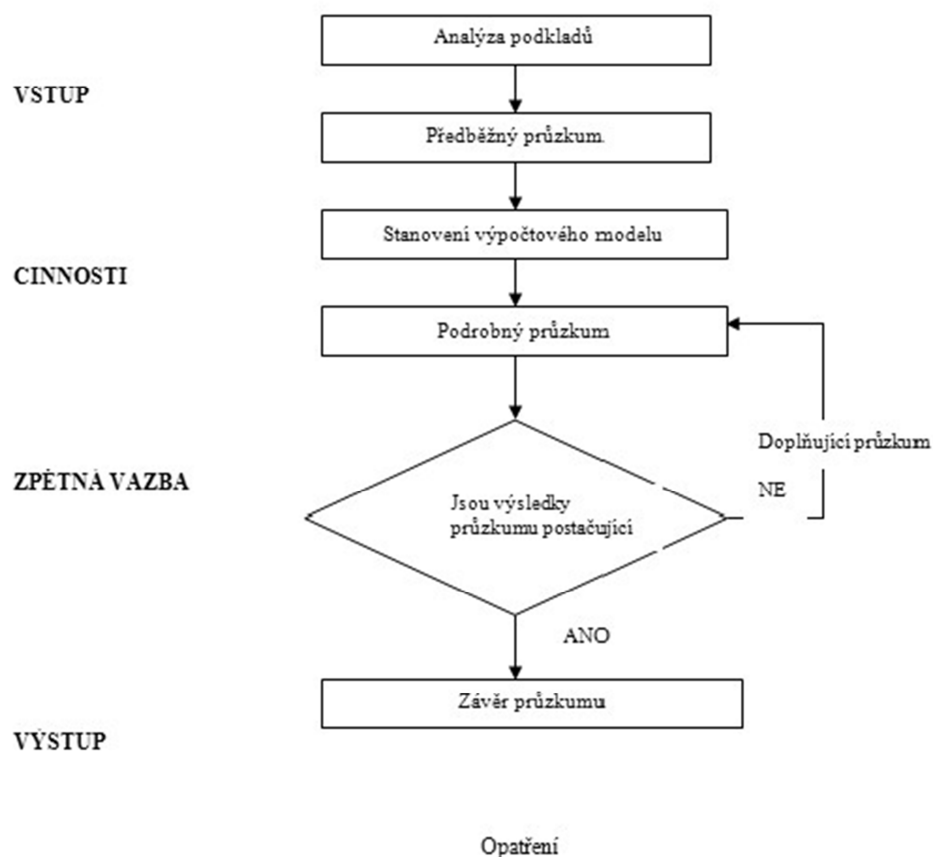 Analýza podkladů
VSTUP
Předběžný průzkum
Stanovení výpočtového modelu
CINNOSTI
Podrobný průzkum
Doplňující průzkum
ZPĚTNÁ VAZBA
NE
Jsou výsledky
průzkumu postačující
ANO
Závěr průzkumu
VÝSTUP
Opatření